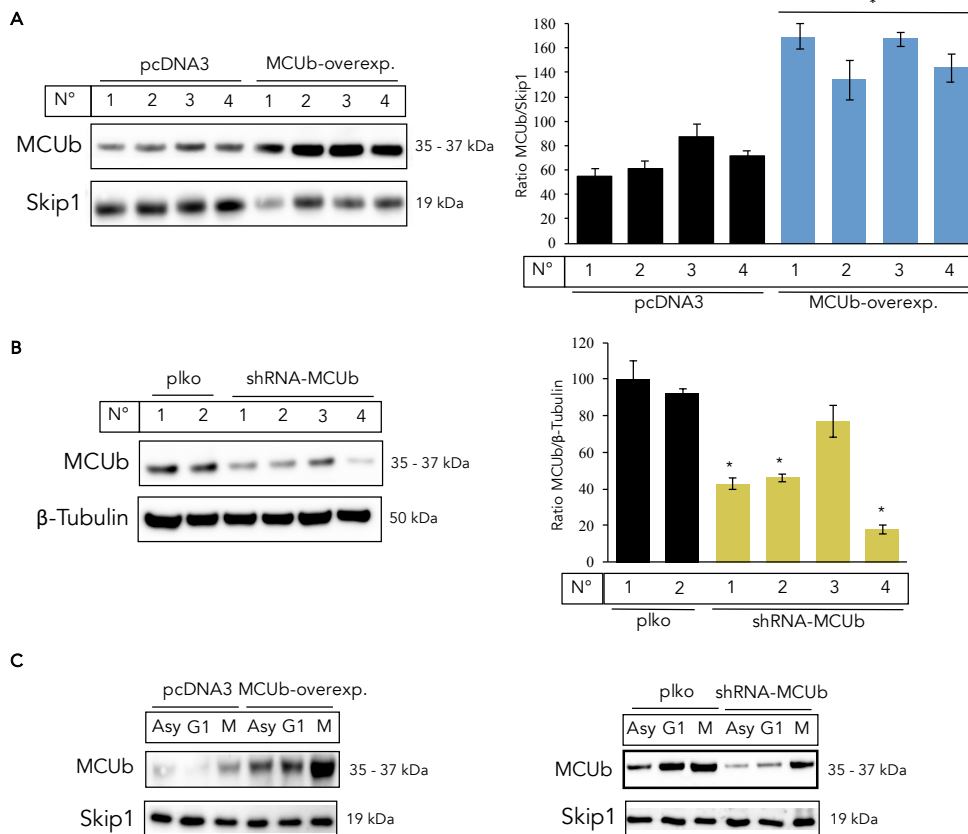 A
pcDNA3 MCUb-overexp.
N° 1 2 3 4 1 2 3 4
MCUb 35 - 37 kDa
Skip1 19 kDa
*
Ratio MCUb/Skip1
180
160
140
120
100
80
60
40
20
0
N° 1 2 3 4 1 2 3 4
pcDNA3 MCUb-overexp.
B
plko shRNA-MCUb
N° 1 2 1 2 3 4
MCUb 35 - 37 kDa
β-Tubulin 50 kDa
Ratio MCUb/β-Tubulin
120
100
80
60
40
20
0
* * *
N° 1 2 1 2 3 4
plko shRNA-MCUb
C
pcDNA3 MCUb-overexp.
Asy G1 M Asy G1 M
MCUb 35 - 37 kDa
Skip1 19 kDa
plko shRNA-MCUb
Asy G1 M Asy G1 M
MCUb 35 - 37 kDa
Skip1 19 kDa